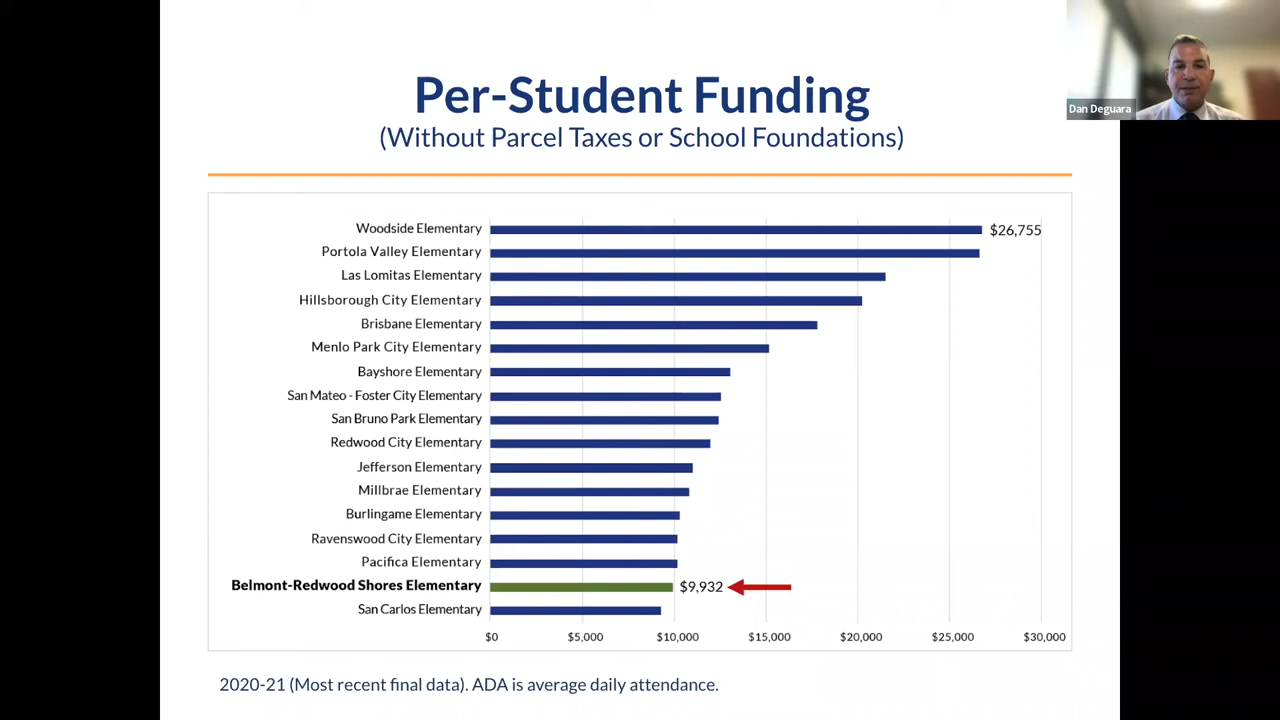 Per-Student Funding
(Without Parcel Taxes or School Foundations)
Dan Deguara
Woodside Elementary
$26,755
Portola Valley Elementary
Las Lomitas Elementary
Hillsborough City Elementary
Brisbane Elementary
Menlo Park City Elementary
Bayshore Elementary
San Mateo - Foster City Elementary
San Bruno Park Elementary
Redwood City Elementary
Jefferson Elementary
Millbrae Elementary
Burlingame Elementary
Ravenswood City Elementary
Pacifica Elementary
Belmont-Redwood Shores Elementary
$9,932
San Carlos Elementary
$0 $5,000 $10,000 $15,000 $20,000 $25,000 $30,000
2020-21 (Most recent final data). ADA is average daily attendance.